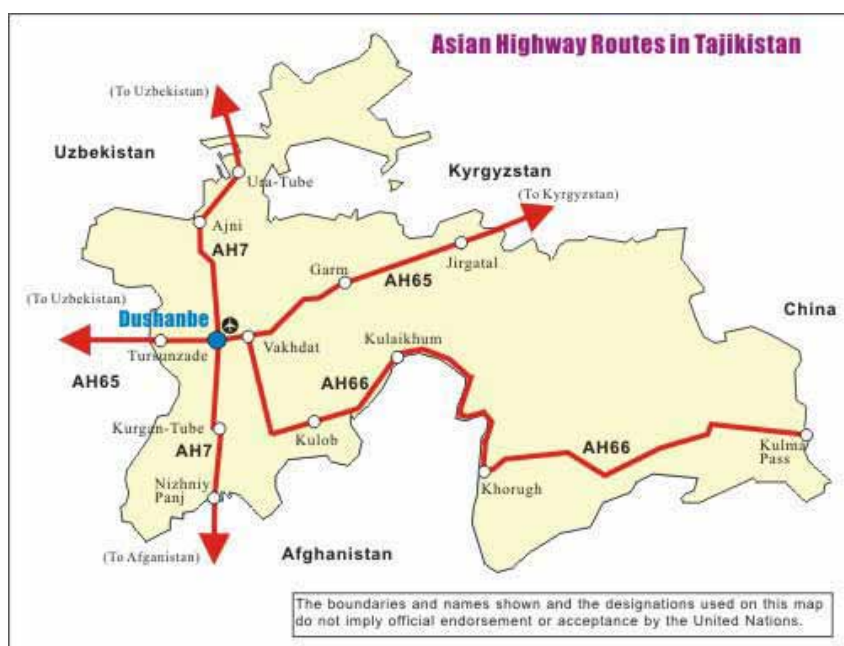 Asian Highway Routes in Tajikistan
(To Uzbekistan)
Uzbekistan
Kyrgyzstan
Ura-Tube
(To Kyrgyzstan)
Ajni
AH7
Jirgatal
Garm
AH65
(To Uzbekistan)
China
Dushanbe
Vakhdat
Kulaikhum
Tursunzade
AH65
AH66
Kurgan-Tube
Kulob
AH66
Kulma
Pass
AH7
Khorugh
Nizhniy
Panj
(To Afganistan)
Afghanistan
The boundaries and names shown and the designations used on this map
do not imply official endorsement or acceptance by the United Nations.